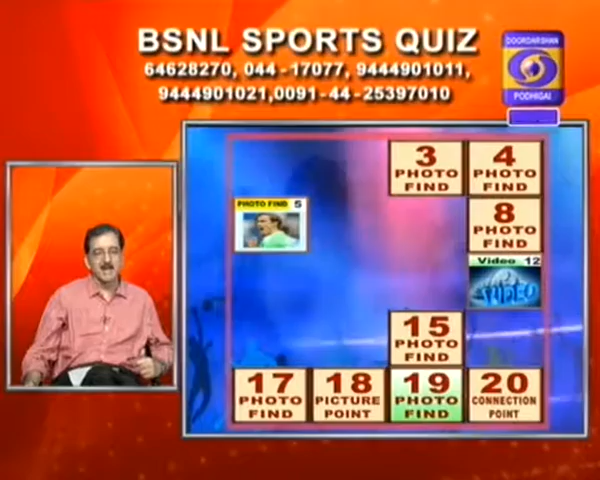 BSNL SPORTS QUIZ
64628270, 044 - 17077, 9444901011,
9444901021,0091 - 44 - 25397010
DOORDARSHAN
PODHIGAI
3
PHOTO
FIND
4
PHOTO
FIND
PHOTO FIND 5
8
PHOTO
FIND
Video 12
VIDEO
15
PHOTO
FIND
17
PHOTO
FIND
18
PICTURE
POINT
19
PHOTO
FIND
20
CONNECTION
POINT